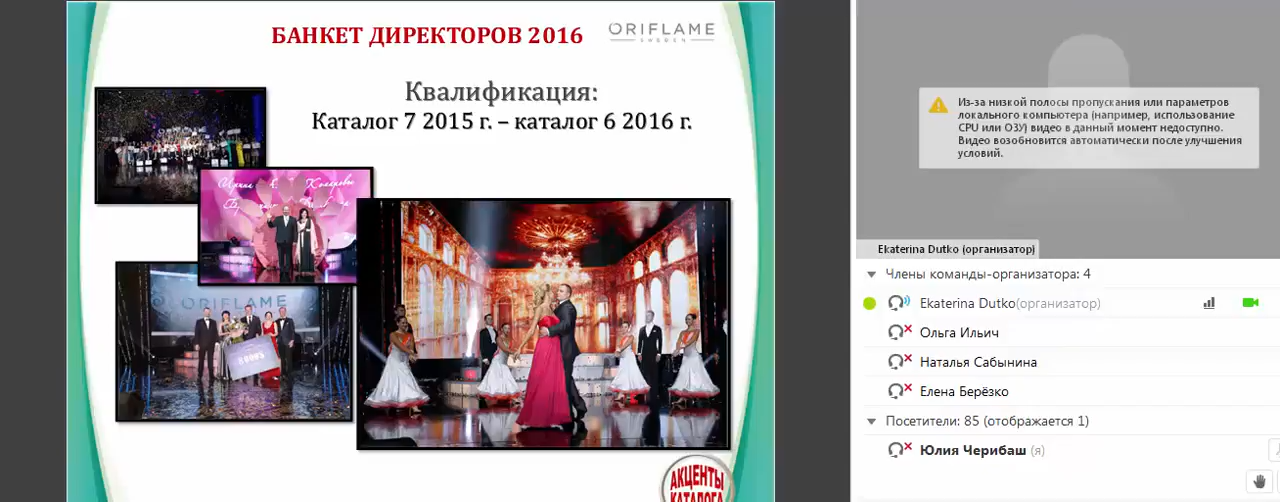 БАНКЕТ ДИРЕКТОРОВ 2016
ORIFLAME
SWEDEN
Квалификация:
Каталог 7 2015 г. – каталог 6 2016 г.
ORIFLAME
АКЦЕНТЫ
КАТАЛОГА
Из-за низкой полосы пропускания или параметров
локального компьютера (например, использование
CPU или ОЗУ) видео в данный момент недоступно.
Видео возобновится автоматически после улучшения
условий.
Ekaterina Dutko (организатор)
Члены команды-организатора: 4
Ekaterina Dutko(организатор)
Ольга Ильич
Наталья Сабынина
Елена Берёзко
Посетители: 85 (отображается 1)
Юлия Черибаш (я)